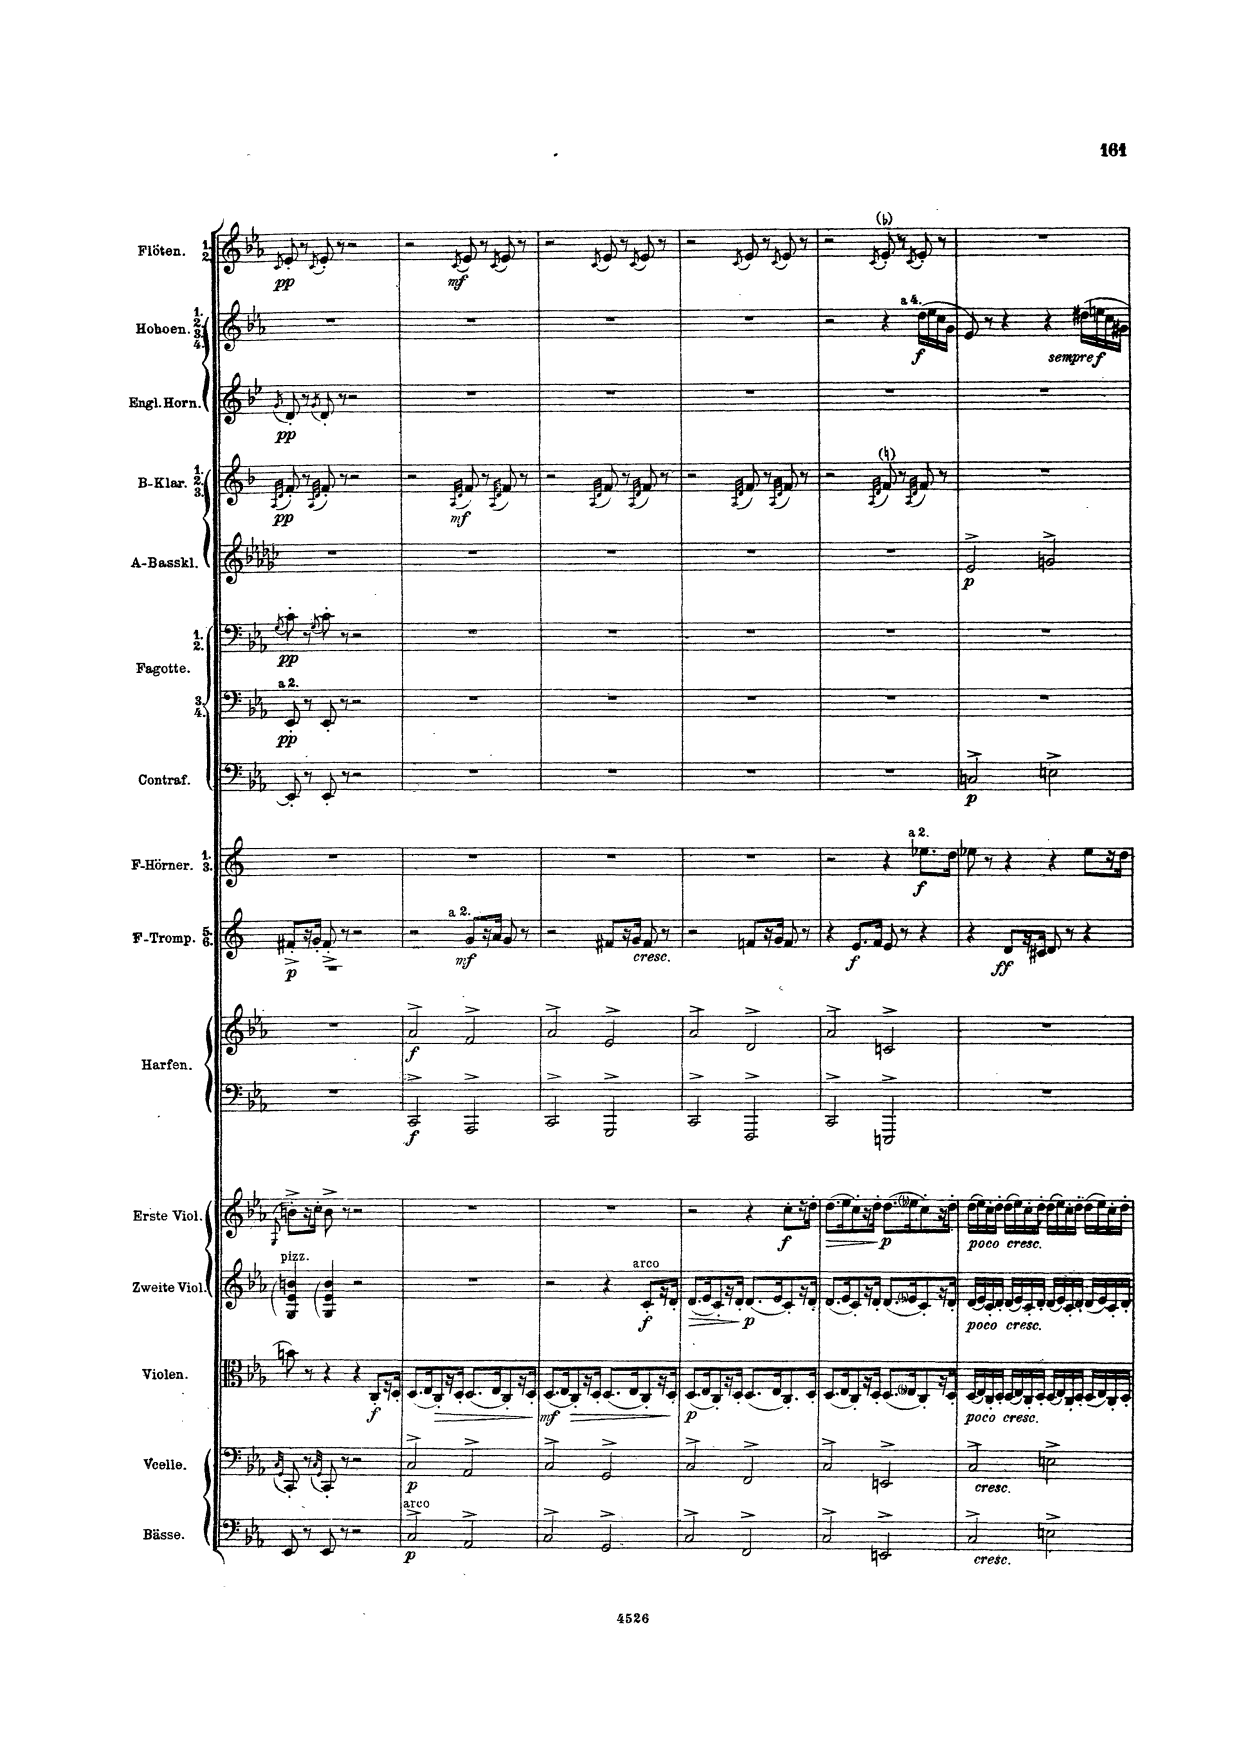 161
(♭)
Flöten. 1. 2.
pp mf
a 4.
Hoboen. 1. 2. 3. 4.
f sempre f
Engl. Horn.
pp
(♮)
B-Klar. 1. 2. 3.
pp mf
A-Basskl.
p
1. 2.
pp
Fagotte.
a 2.
3. 4.
pp
Contraf.
p
a 2.
F-Hörner. 1. 3.
f
a 2.
F-Tromp. 5. 6.
p mf cresc. f ff
f
Harfen.
f
Erste Viol.
f p poco cresc.
pizz. arco
Zweite Viol.
f p poco cresc.
Violen.
f mf p poco cresc.
Vcelle.
p cresc.
arco
Bässe.
p cresc.
4526